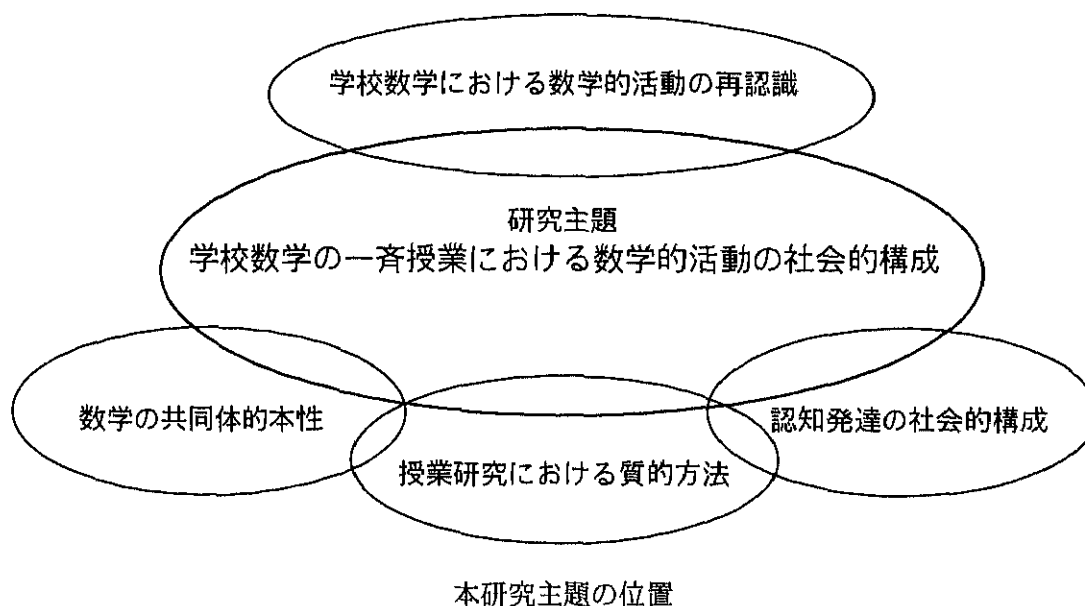 学校数学における数学的活動の再認識
研究主題
学校数学の一斉授業における数学的活動の社会的構成
数学の共同体的本性
授業研究における質的方法
認知発達の社会的構成
本研究主題の位置